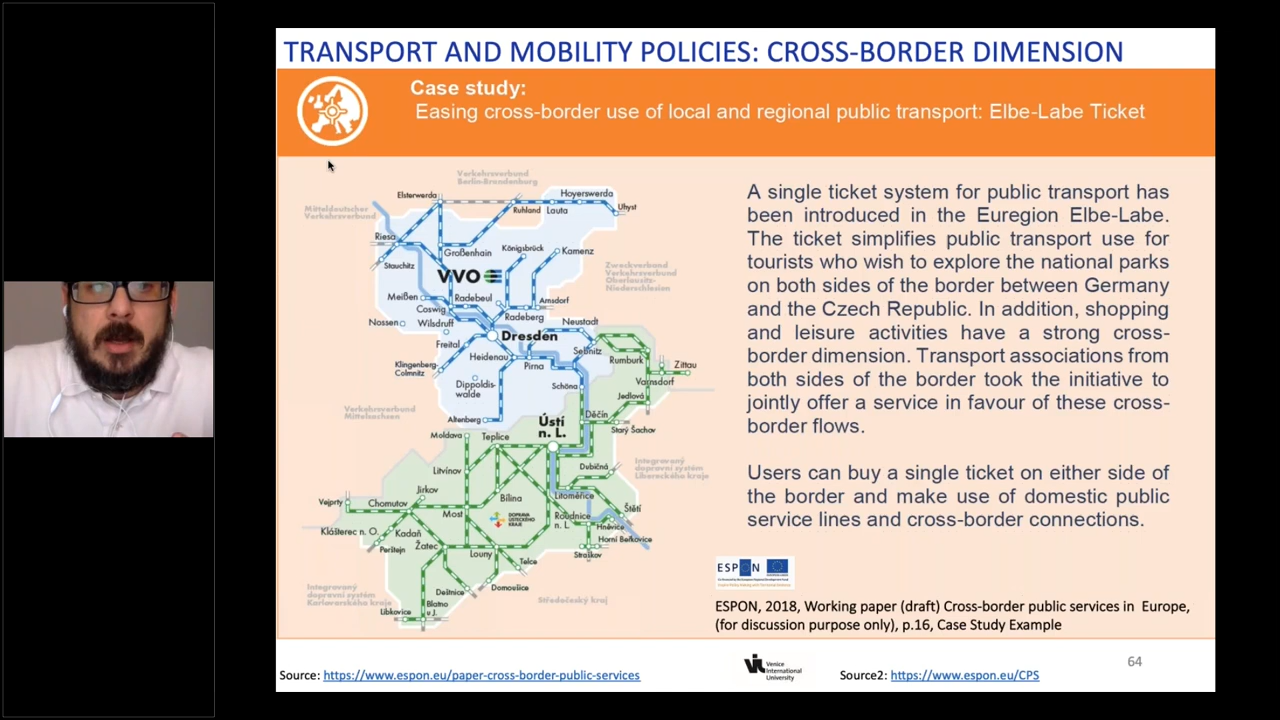 TRANSPORT AND MOBILITY POLICIES: CROSS-BORDER DIMENSION
Case study:
Easing cross-border use of local and regional public transport: Elbe-Labe Ticket
Verkehrsverbund
Berlin-Brandenburg
Mitteldeutscher
Verkehrsverbund
Elsterwerda
Hoyerswerda
Ruhland
Lauta
Uhyst
Riesa
Großenhain
Königsbrück
Kamenz
Stauchitz
VVO
Zweckverband
Verkehrsverbund
Oberlausitz-
Niederschlesien
Meißen
Radebeul
Arnsdorf
Coswig
Radeberg
Nossen
Wilsdruff
Neustadt
Dresden
Freital
Sebnitz
Heidenau
Rumburk
Klingenberg-
Colmnitz
Pirna
Zittau
Varnsdorf
Dippoldis-
walde
Schöna
Jedlová
Altenberg
Verkehrsverbund
Mittelsachsen
Ústí
n. L.
Děčín
Starý Šachov
Moldava
Teplice
Litvínov
Dubičná
Integrovaný
dopravní systém
Libereckého kraje
Jirkov
Bílina
Litoměřice
Vejprty
Chomutov
Štětí
Most
DOPRAVA
ÚSTECKÉHO
KRAJE
Roudnice
n. L.
Hněvice
Klášterec n. O.
Kadaň
Horní Beřkovice
Perštejn
Žatec
Louny
Straškov
Telce
Integrovaný
dopravní systém
Karlovarského kraje
Deštnice
Domoušice
Středočeský kraj
Libkovice
Blatno
u J.
A single ticket system for public transport has
been introduced in the Euregion Elbe-Labe.
The ticket simplifies public transport use for
tourists who wish to explore the national parks
on both sides of the border between Germany
and the Czech Republic. In addition, shopping
and leisure activities have a strong cross-
border dimension. Transport associations from
both sides of the border took the initiative to
jointly offer a service in favour of these cross-
border flows.
Users can buy a single ticket on either side of
the border and make use of domestic public
service lines and cross-border connections.
ESPON
ESPON, 2018, Working paper (draft) Cross-border public services in Europe,
(for discussion purpose only), p.16, Case Study Example
Source: https://www.espon.eu/paper-cross-border-public-services
Venice
International
University
Source2: https://www.espon.eu/CPS
64